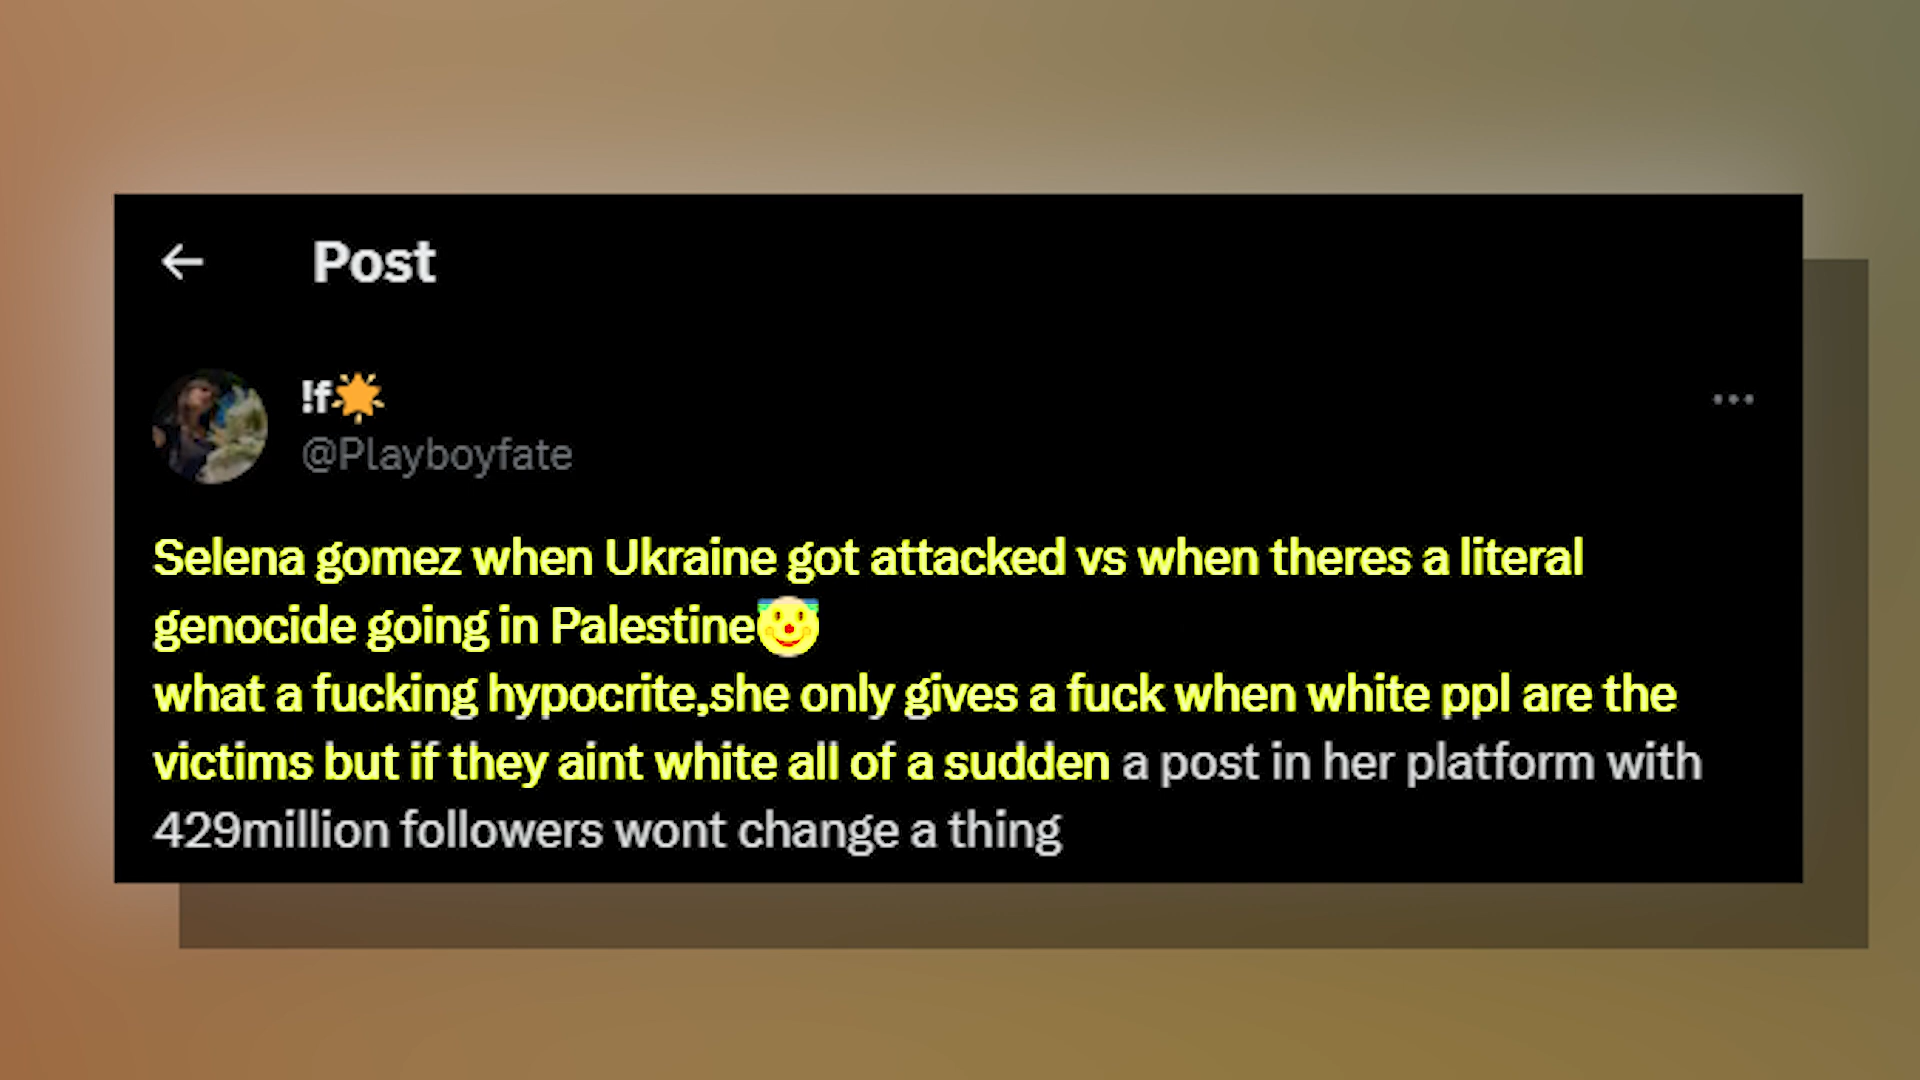 Post
!f🌟
@Playboyfate
Selena gomez when Ukraine got attacked vs when theres a literal
genocide going in Palestine🤡
what a fucking hypocrite,she only gives a fuck when white ppl are the
victims but if they aint white all of a sudden a post in her platform with
429million followers wont change a thing